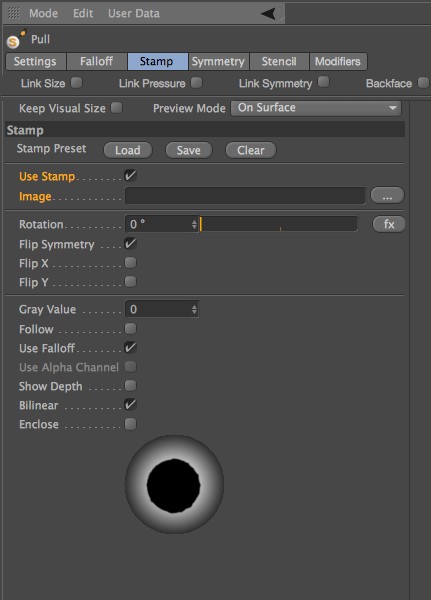 Mode Edit User Data
Pull
Settings Falloff Stamp Symmetry Stencil Modifiers
Link Size Link Pressure Link Symmetry Backface
Keep Visual Size Preview Mode On Surface
Stamp
Stamp Preset Load Save Clear
Use Stamp
Image ...
Rotation 0 ° fx
Flip Symmetry
Flip X
Flip Y
Gray Value 0
Follow
Use Falloff
Use Alpha Channel
Show Depth
Bilinear
Enclose